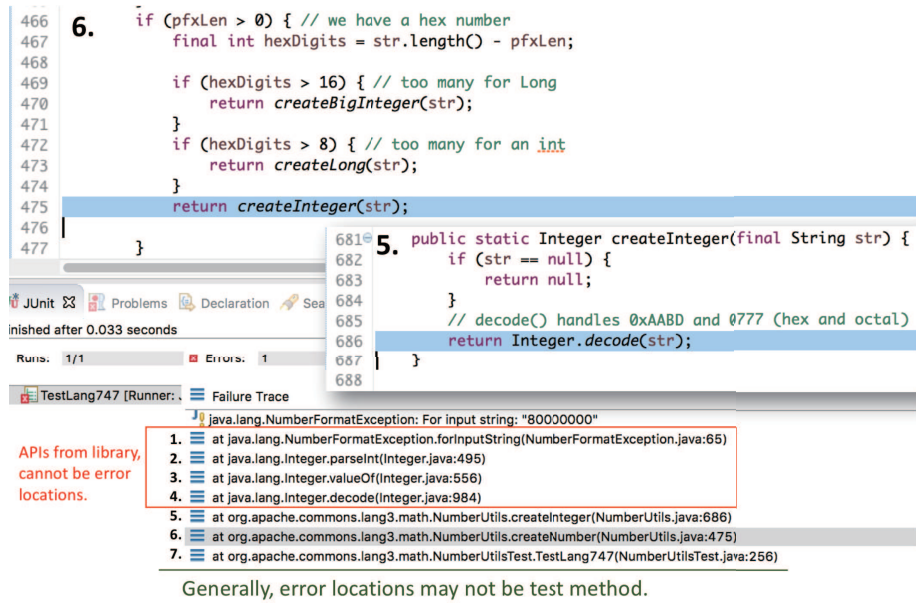 466 6. if (pfxLen > 0) { // we have a hex number
467 final int hexDigits = str.length() - pfxLen;
468
469 if (hexDigits > 16) { // too many for Long
470 return createBigInteger(str);
471 }
472 if (hexDigits > 8) { // too many for an int
473 return createLong(str);
474 }
475 return createInteger(str);
476
477 }
681 5. public static Integer createInteger(final String str) {
682 if (str == null) {
683 return null;
684 }
685 // decode() handles 0xAABD and 0777 (hex and octal)
686 return Integer.decode(str);
687 }
688
JUnit Problems Declaration Sea
inished after 0.033 seconds
Runs: 1/1 Errors: 1
TestLang747 [Runner: Failure Trace
java.lang.NumberFormatException: For input string: "80000000"
APIs from library,
cannot be error
locations.
1. at java.lang.NumberFormatException.forInputString(NumberFormatException.java:65)
2. at java.lang.Integer.parseInt(Integer.java:495)
3. at java.lang.Integer.valueOf(Integer.java:556)
4. at java.lang.Integer.decode(Integer.java:984)
5. at org.apache.commons.lang3.math.NumberUtils.createInteger(NumberUtils.java:686)
6. at org.apache.commons.lang3.math.NumberUtils.createNumber(NumberUtils.java:475)
7. at org.apache.commons.lang3.math.NumberUtilsTest.TestLang747(NumberUtilsTest.java:256)
Generally, error locations may not be test method.